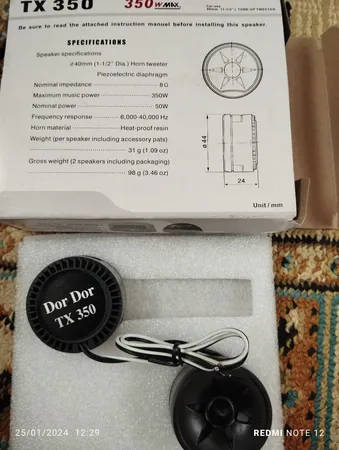 TX 350
350W MAX.
Be sure to read the attached instruction manuel before installing this speaker.
SPECIFICATIONS
Speaker specifications
ø40mm (1-1/2" Dia.) Horn tweeter
Piezoelectric diaphragm
Nominal impedance 8Ω
Maximum music power 350W
Nominal power 50W
Frequency response 6,000-40,000 Hz
Horn material Heat-proof resin
Weight (per speaker including accessory pats)
31 g (1.09 oz)
Gross weight (2 speakers including packaging)
98 g (3.46 oz)
ø 44
24
Unit/mm
Dor Dor
TX 350
25/01/2024 12:29
REDMI NOTE 12